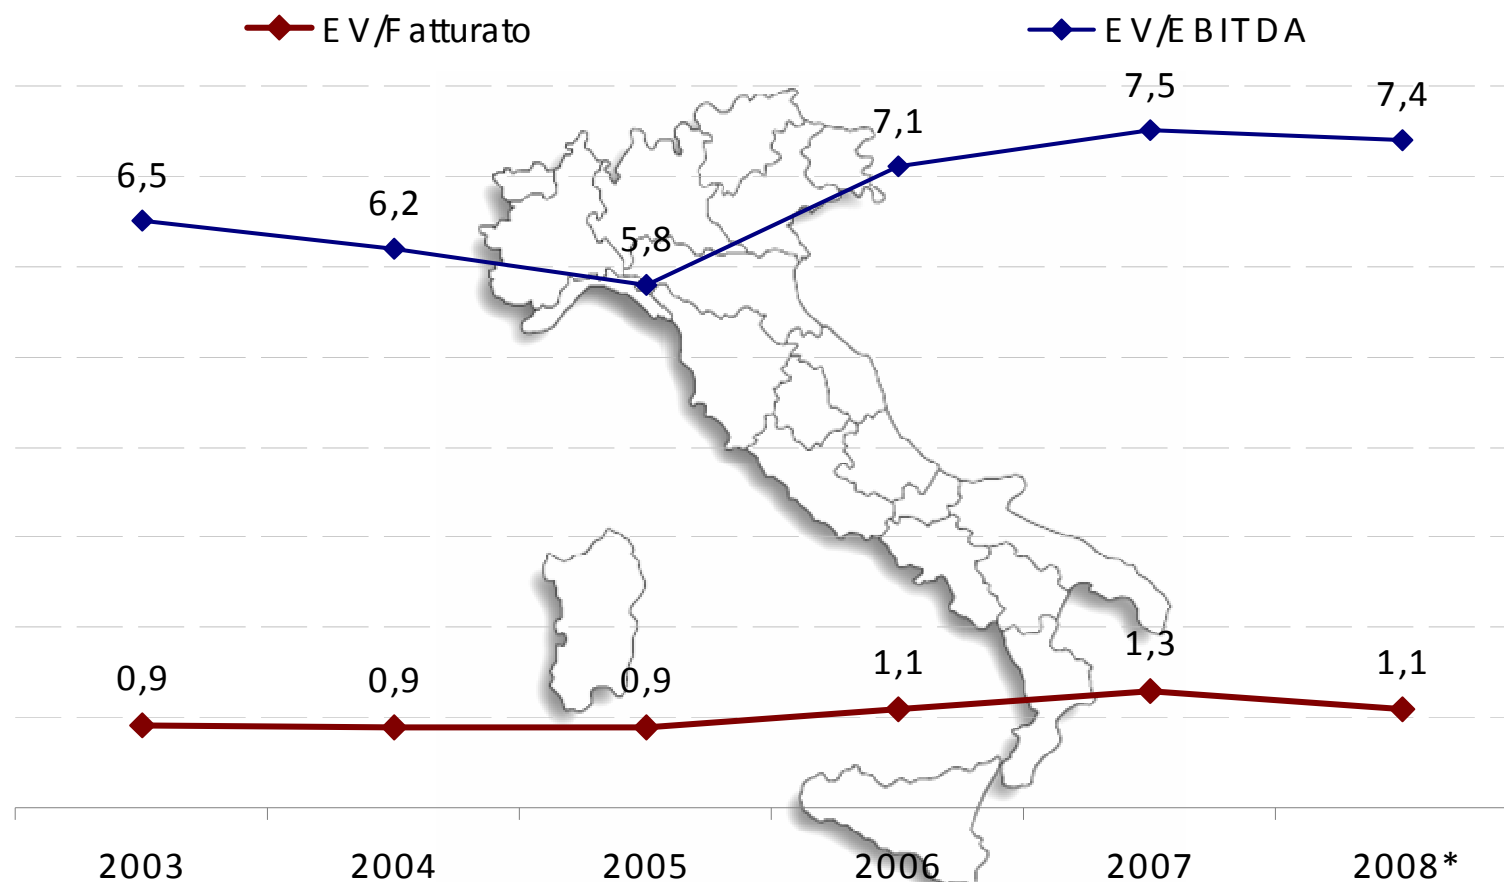 EV/Fatturato EV/EBITDA
6,5 6,2 5,8 7,1 7,5 7,4
0,9 0,9 0,9 1,1 1,3 1,1
2003 2004 2005 2006 2007 2008*